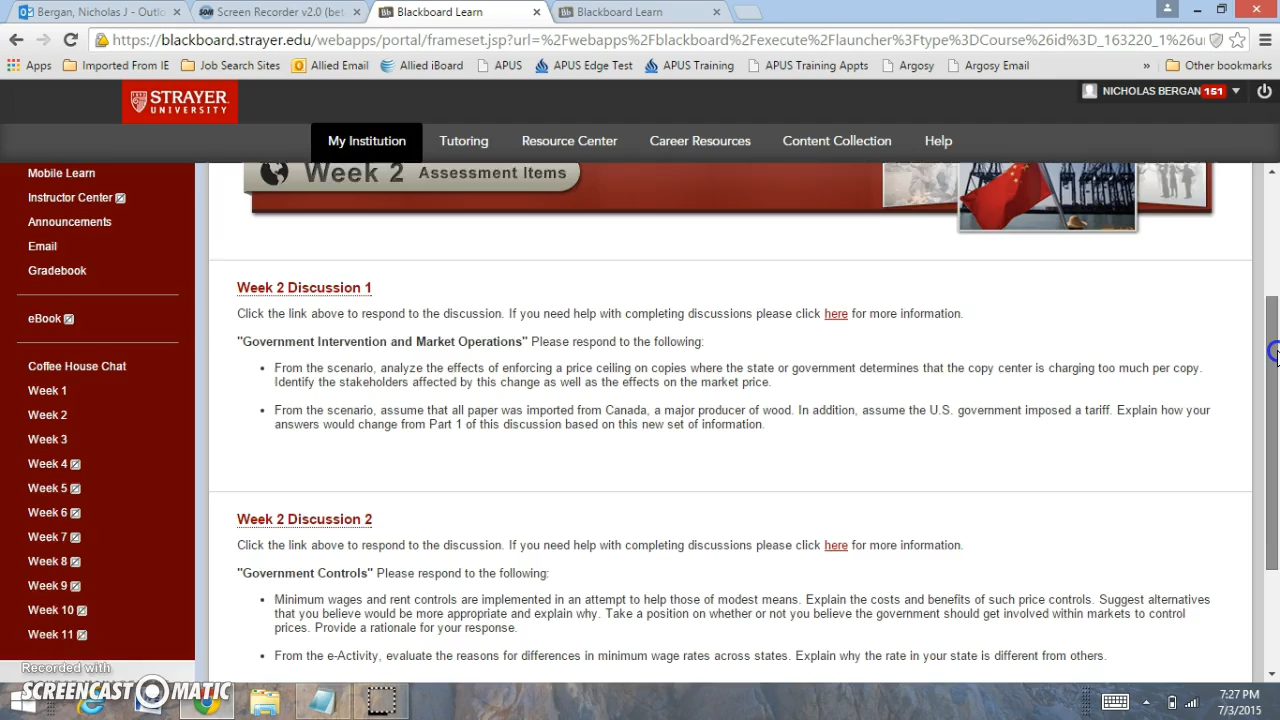 Bergan, Nicholas J - Outlo
Screen Recorder v2.0 (bet
Blackboard Learn
Blackboard Learn
https://blackboard.strayer.edu/webapps/portal/frameset.jsp?url=%2Fwebapps%2Fblackboard%2Fexecute%2Flauncher%3Ftype%3DCourse%26id%3D_163220_1%26u
Apps Imported From IE Job Search Sites Allied Email Allied iBoard APUS APUS Edge Test APUS Training APUS Training Appts Argosy Argosy Email » Other bookmarks
STRAYER
UNIVERSITY
NICHOLAS BERGAN 151
My Institution Tutoring Resource Center Career Resources Content Collection Help
Mobile Learn
Instructor Center
Announcements
Email
Gradebook
eBook
Coffee House Chat
Week 1
Week 2
Week 3
Week 4
Week 5
Week 6
Week 7
Week 8
Week 9
Week 10
Week 11
Week 2 Assessment Items
Week 2 Discussion 1
Click the link above to respond to the discussion. If you need help with completing discussions please click here for more information.
"Government Intervention and Market Operations" Please respond to the following:
• From the scenario, analyze the effects of enforcing a price ceiling on copies where the state or government determines that the copy center is charging too much per copy.
Identify the stakeholders affected by this change as well as the effects on the market price.
• From the scenario, assume that all paper was imported from Canada, a major producer of wood. In addition, assume the U.S. government imposed a tariff. Explain how your
answers would change from Part 1 of this discussion based on this new set of information.
Week 2 Discussion 2
Click the link above to respond to the discussion. If you need help with completing discussions please click here for more information.
"Government Controls" Please respond to the following:
• Minimum wages and rent controls are implemented in an attempt to help those of modest means. Explain the costs and benefits of such price controls. Suggest alternatives
that you believe would be more appropriate and explain why. Take a position on whether or not you believe the government should get involved within markets to control
prices. Provide a rationale for your response.
• From the e-Activity, evaluate the reasons for differences in minimum wage rates across states. Explain why the rate in your state is different from others.
Recorded with
SCREENCAST MATIC
7:27 PM
7/3/2015